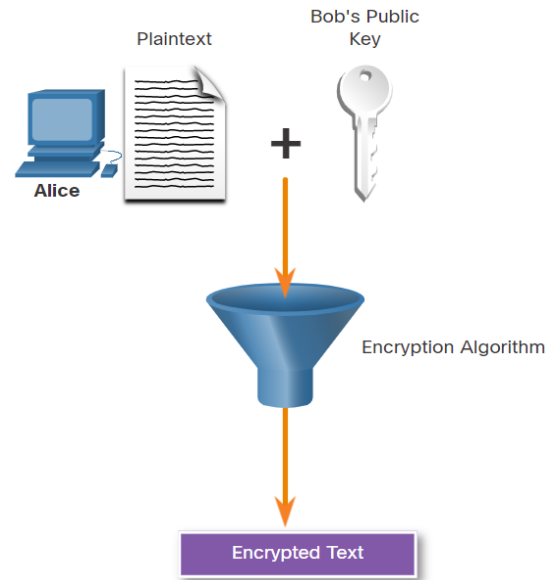 Plaintext
Bob's Public
Key
Alice
Encryption Algorithm
Encrypted Text